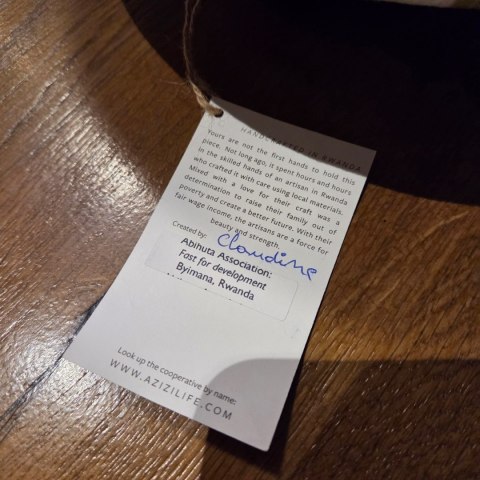 HANDCRAFTED IN RWANDA
Yours are not the first hands to hold this
piece. Not long ago, it spent hours and hours
in the skilled hands of an artisan in Rwanda
who crafted it with care using local materials.
Mixed with a love for their craft was a
determination to raise their family out of
poverty and create a better future. With their
fair wage income, the artisans are a force for
beauty and strength.
Created by: Claudine
Abihuta Association:
Fast for development
Byimana, Rwanda
Look up the cooperative by name:
WWW.AZIZILIFE.COM